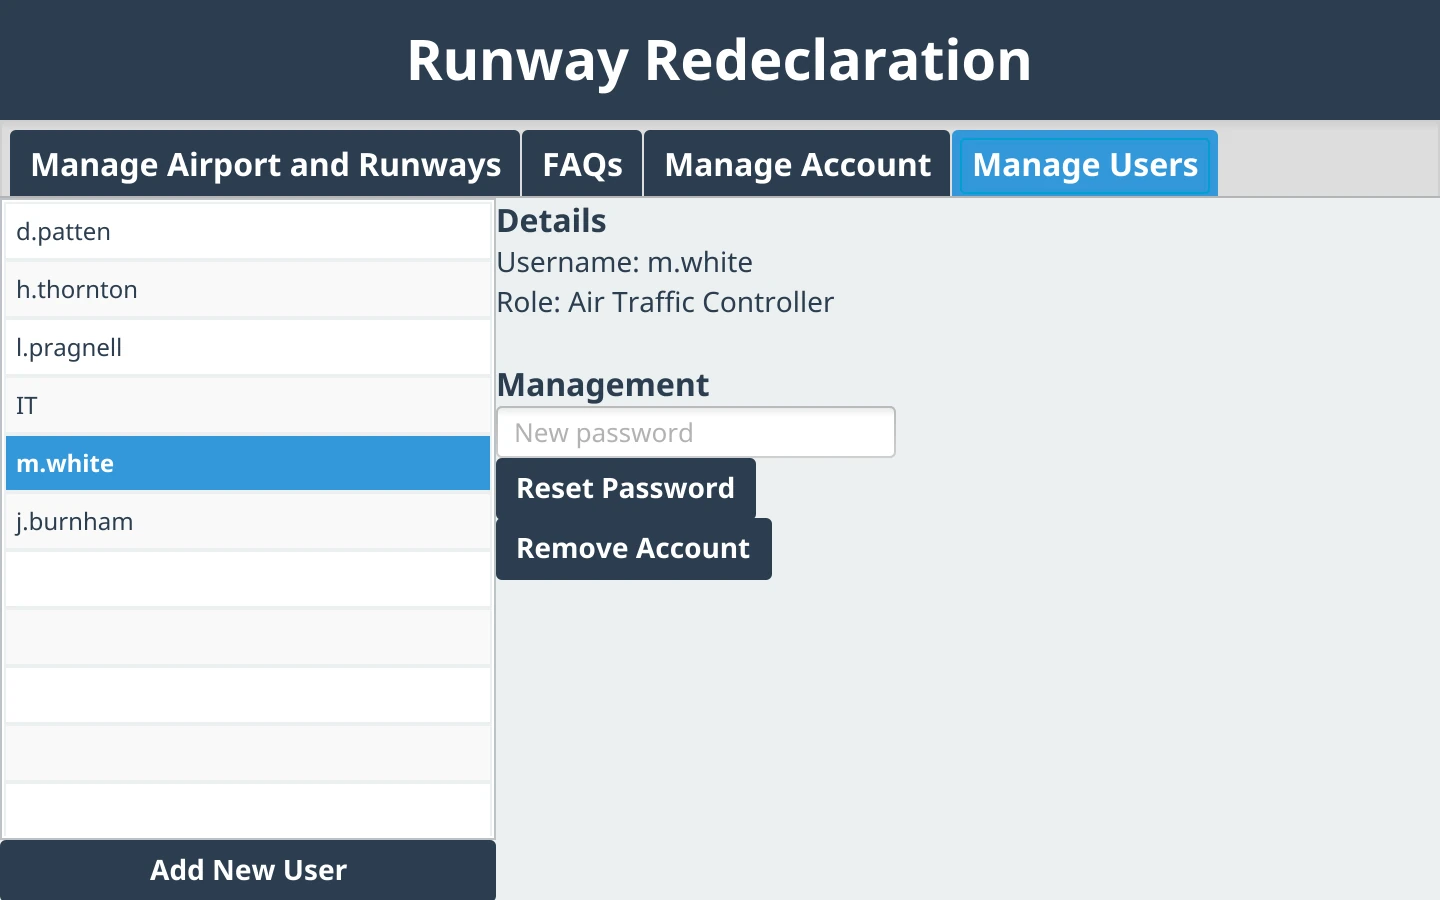 Runway Redeclaration
Manage Airport and Runways
FAQs
Manage Account
Manage Users
d.patten
h.thornton
l.pragnell
IT
m.white
j.burnham
Add New User
Details
Username: m.white
Role: Air Traffic Controller
Management
New password
Reset Password
Remove Account